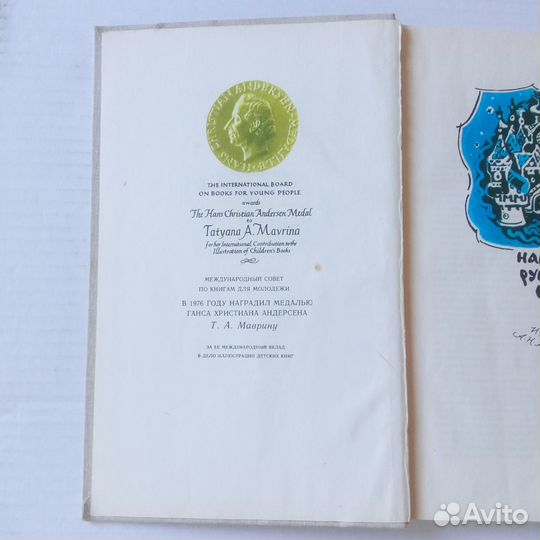 HANS CHRISTIAN ANDERSEN
THE INTERNATIONAL BOARD
ON BOOKS FOR YOUNG PEOPLE
awards
The Hans Christian Andersen Medal
to
Tatyana A. Mavrina
for her International Contribution to the
Illustration of Children's Books
МЕЖДУНАРОДНЫЙ СОВЕТ
ПО КНИГАМ ДЛЯ МОЛОДЕЖИ
В 1976 ГОДУ НАГРАДИЛ МЕДАЛЬЮ
ГАНСА ХРИСТИАНА АНДЕРСЕНА
Т. А. Маврину
ЗА ЕЕ МЕЖДУНАРОДНЫЙ ВКЛАД
В ДЕЛО ИЛЛЮСТРАЦИИ ДЕТСКИХ КНИГ
НА
РУС
Avito